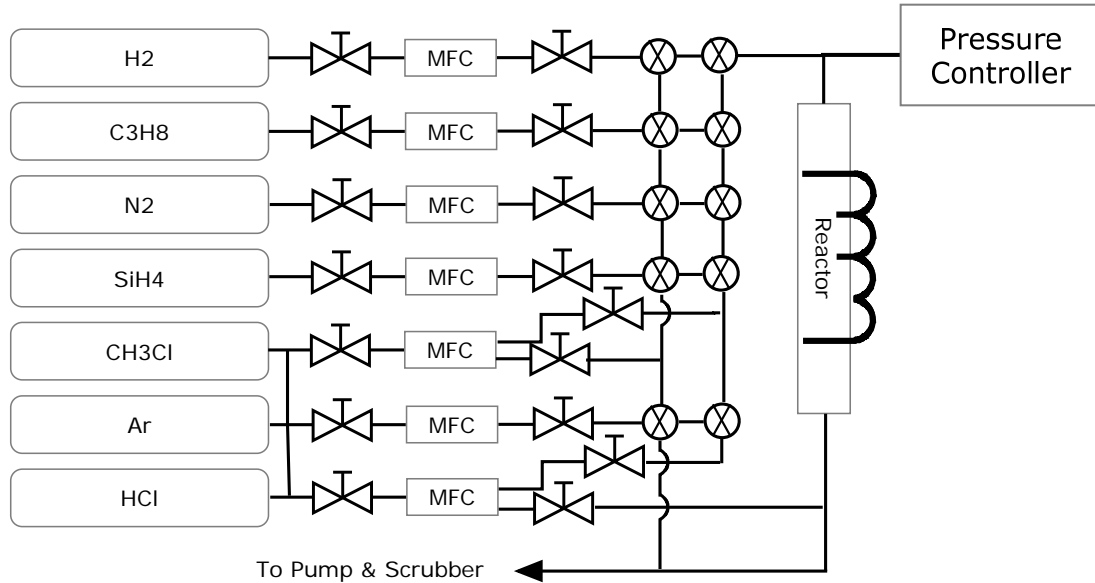 H2
MFC
Pressure
Controller
C3H8
MFC
N2
MFC
Reactor
SiH4
MFC
CH3Cl
MFC
Ar
MFC
HCl
MFC
To Pump & Scrubber